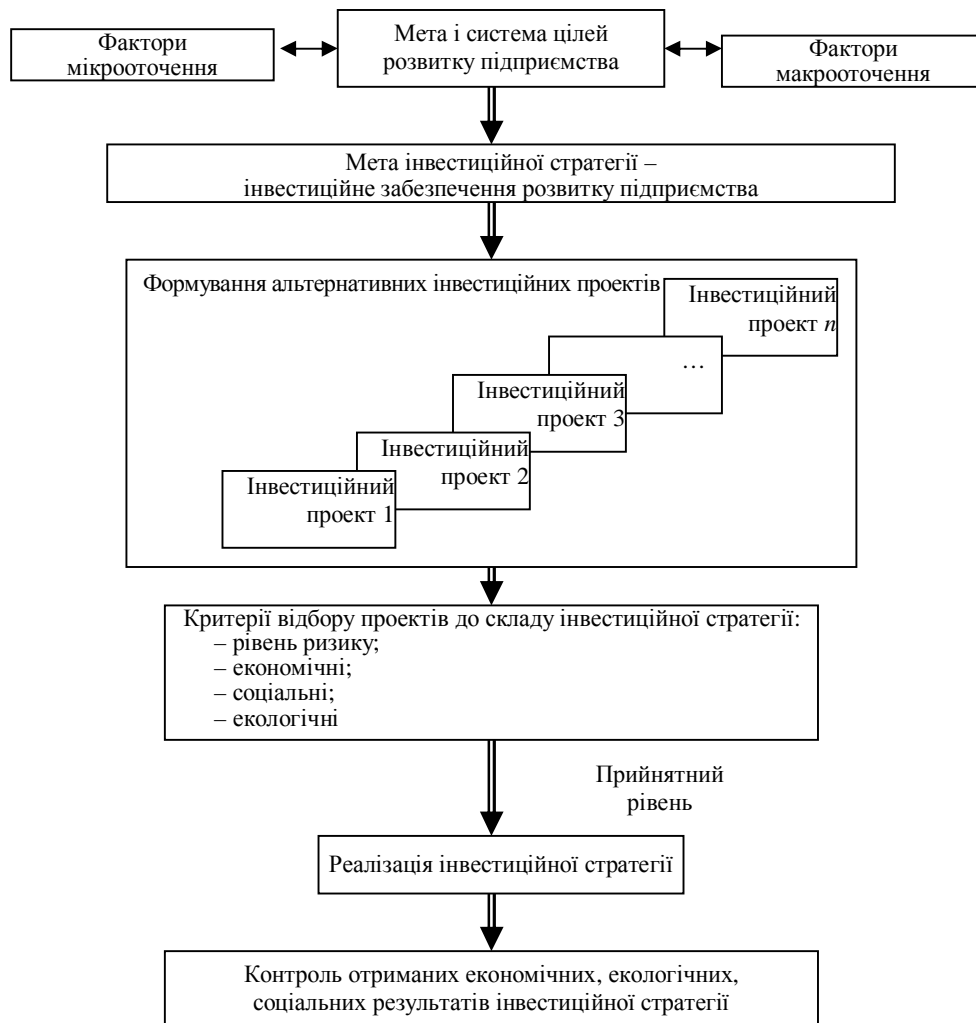 Фактори
мікрооточення
Мета і система цілей
розвитку підприємства
Фактори
макрооточення
Мета інвестиційної стратегії –
інвестиційне забезпечення розвитку підприємства
Формування альтернативних інвестиційних проектів
Інвестиційний
проект n
…
Інвестиційний
проект 3
Інвестиційний
проект 2
Інвестиційний
проект 1
Критерії відбору проектів до складу інвестиційної стратегії:
– рівень ризику;
– економічні;
– соціальні;
– екологічні
Прийнятний
рівень
Реалізація інвестиційної стратегії
Контроль отриманих економічних, екологічних,
соціальних результатів інвестиційної стратегії